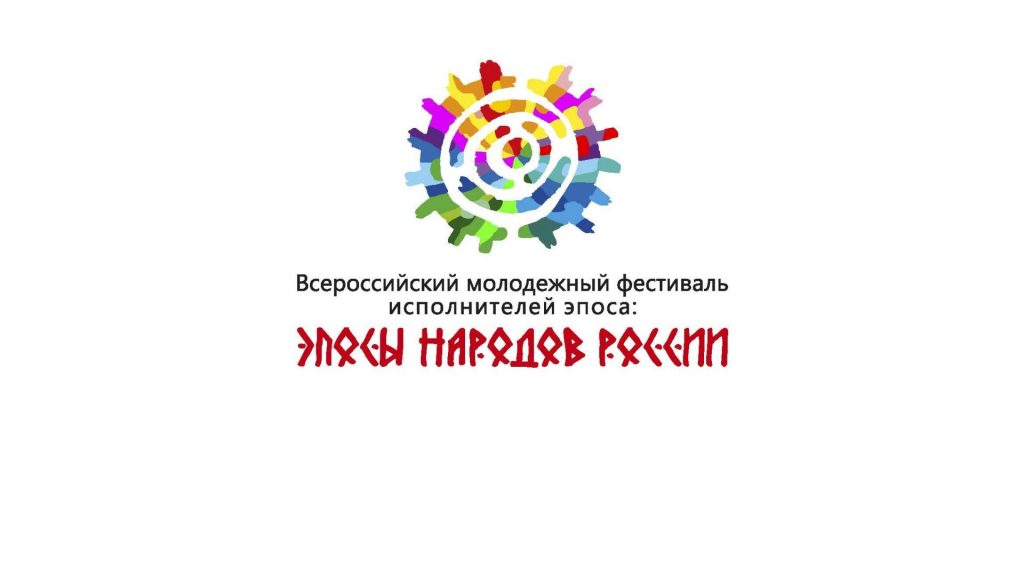 Всероссийский молодежный фестиваль
исполнителей эпоса:
ЭПОСЫ НАРОДОВ РОССИИ